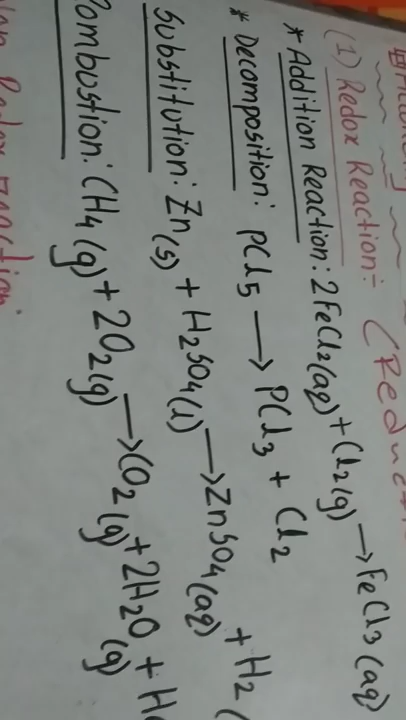 (1) Redox Reaction:-
* Addition Reaction: 2FeCl2(aq) + Cl2(g) → FeCl3(aq)
* Decomposition: PCl5 → PCl3 + Cl2
Substitution: Zn(s) + H2SO4(l) → ZnSO4(aq) + H2
Combustion: CH4(g) + 2O2(g) → CO2(g) + 2H2O(g) +